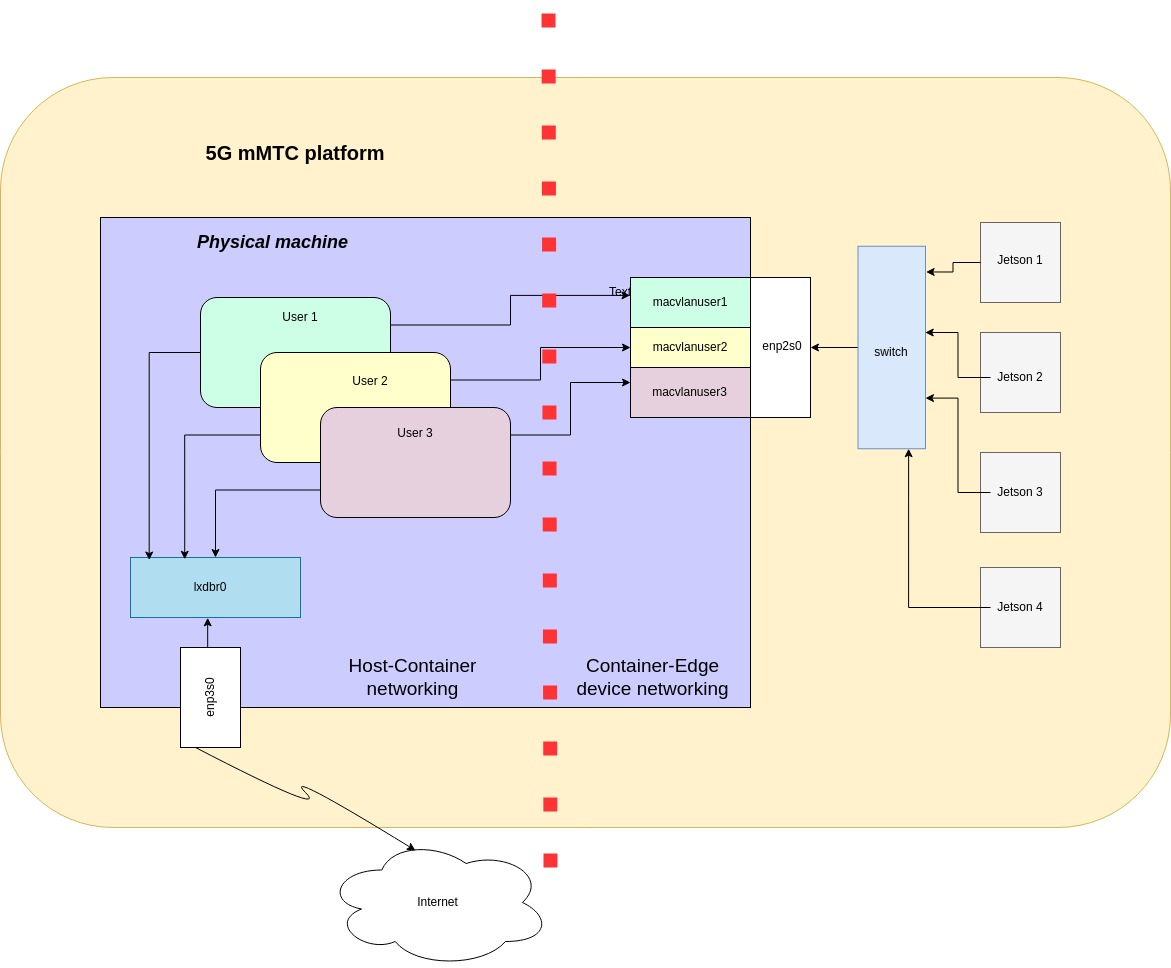 5G mMTC platform
Physical machine
User 1
User 2
User 3
Text
macvlanuser1
macvlanuser2
macvlanuser3
enp2s0
switch
Jetson 1
Jetson 2
Jetson 3
Jetson 4
lxdbr0
enp3s0
Host-Container
networking
Container-Edge
device networking
Internet